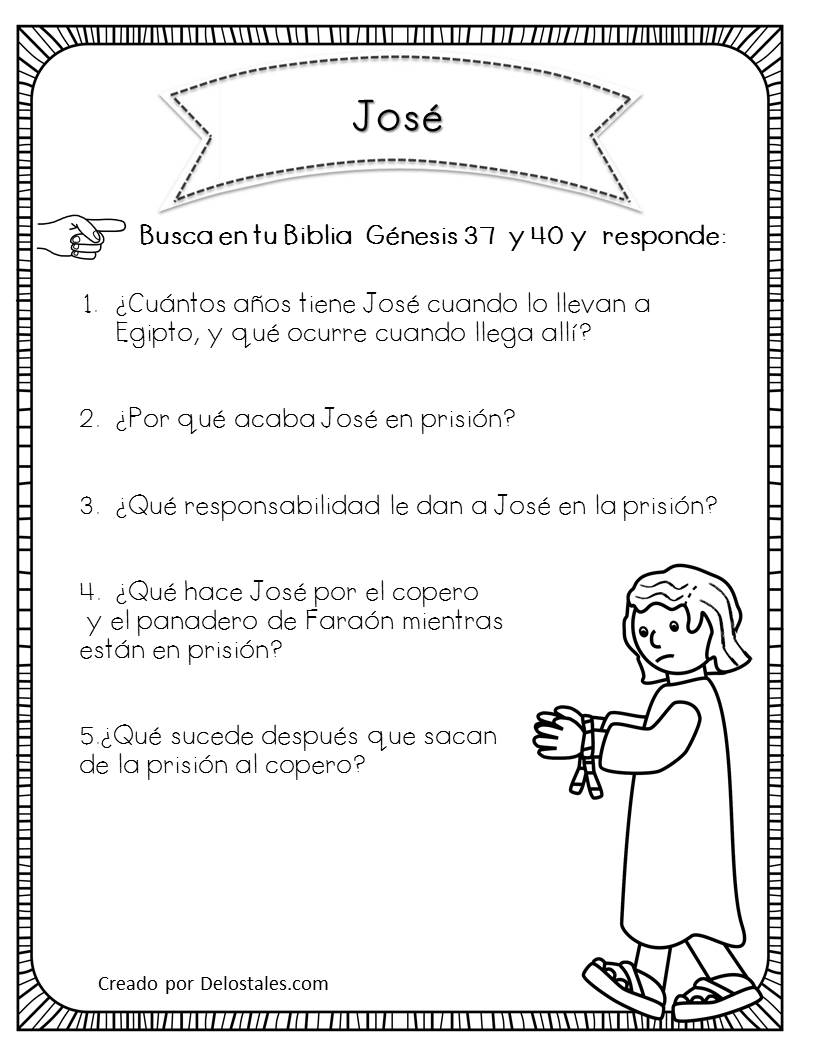 José
Busca en tu Biblia Génesis 37 y 40 y responde:
1. ¿Cuántos años tiene José cuando lo llevan a
Egipto, y qué ocurre cuando llega allí?
2. ¿Por qué acaba José en prisión?
3. ¿Qué responsabilidad le dan a José en la prisión?
4. ¿Qué hace José por el copero
y el panadero de Faraón mientras
están en prisión?
5.¿Qué sucede después que sacan
de la prisión al copero?
Creado por Delostales.com